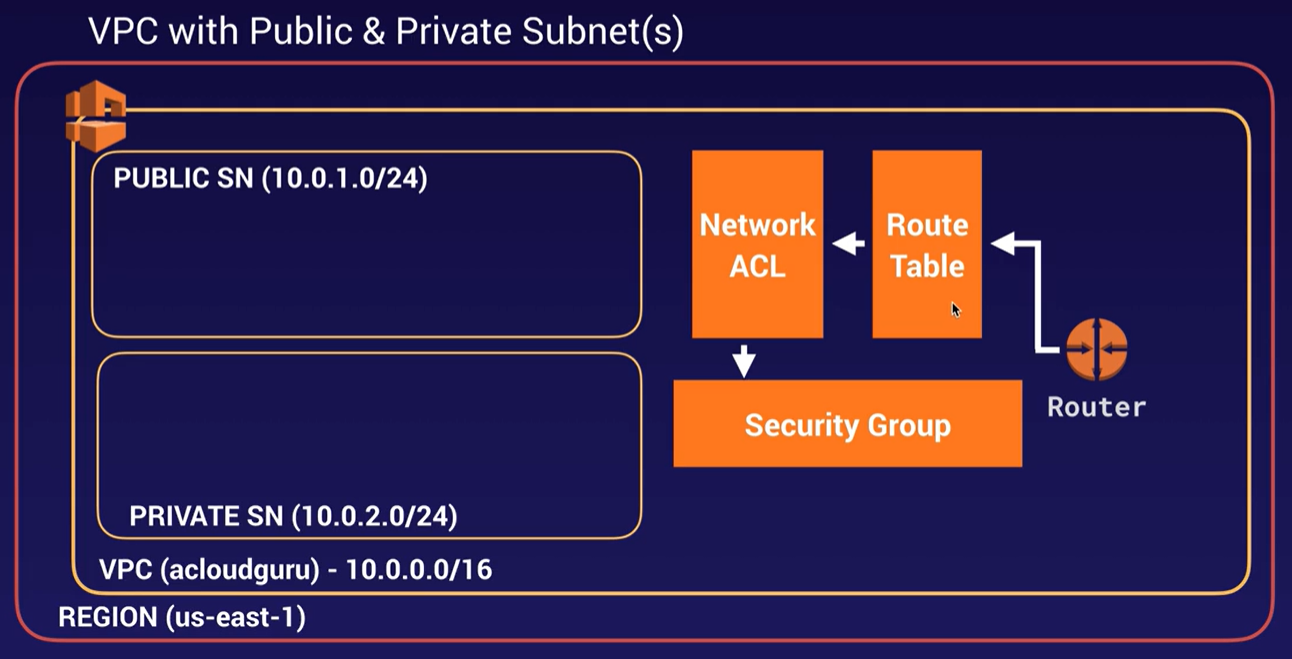 VPC with Public & Private Subnet(s)
PUBLIC SN (10.0.1.0/24)
Network
ACL
Route
Table
Router
Security Group
PRIVATE SN (10.0.2.0/24)
VPC (acloudguru) - 10.0.0.0/16
REGION (us-east-1)